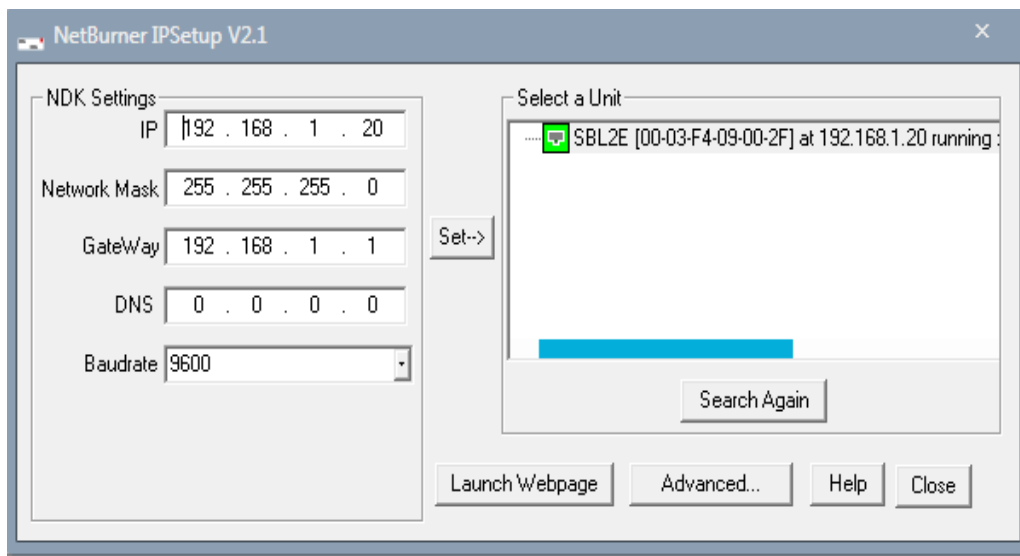 NetBurner IPSetup V2.1
NDK Settings
IP 192 . 168 . 1 . 20
Network Mask 255 . 255 . 255 . 0
GateWay 192 . 168 . 1 . 1
DNS 0 . 0 . 0 . 0
Baudrate 9600
Set-->
Select a Unit
SBL2E [00-03-F4-09-00-2F] at 192.168.1.20 running :
Search Again
Launch Webpage
Advanced...
Help
Close